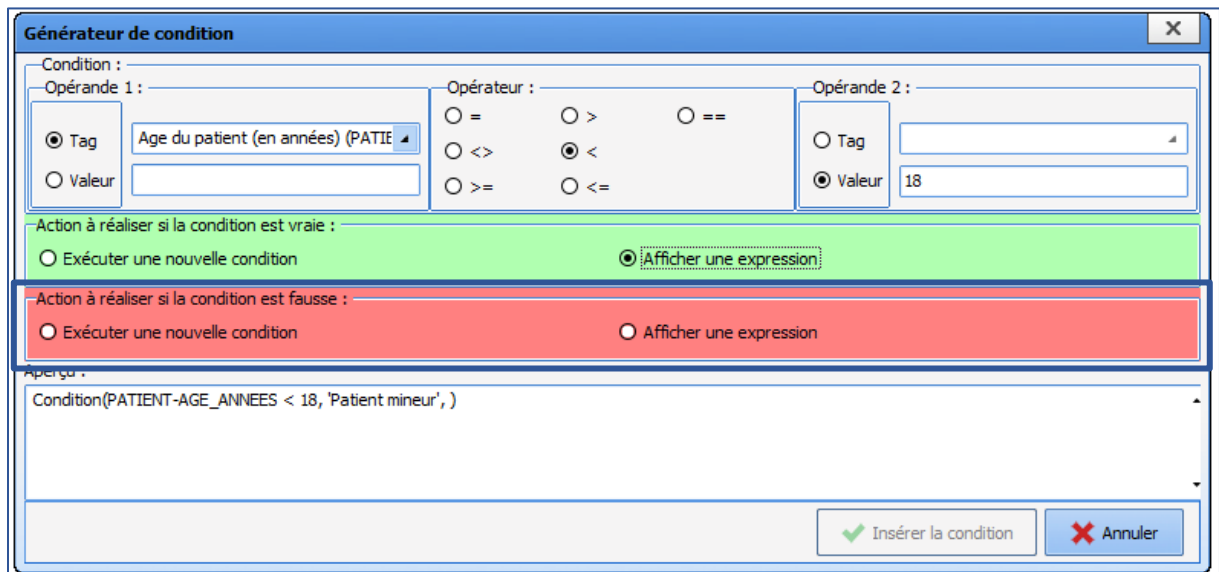 Générateur de condition
Condition :
Opérande 1 :
Opérateur :
Opérande 2 :
Tag
Age du patient (en années) (PATIE
Valeur
=
>
==
<>
<
>=
<=
Tag
Valeur
18
Action à réaliser si la condition est vraie :
Exécuter une nouvelle condition
Afficher une expression
Action à réaliser si la condition est fausse :
Exécuter une nouvelle condition
Afficher une expression
Aperçu :
Condition(PATIENT-AGE_ANNEES < 18, 'Patient mineur', )
Insérer la condition
Annuler